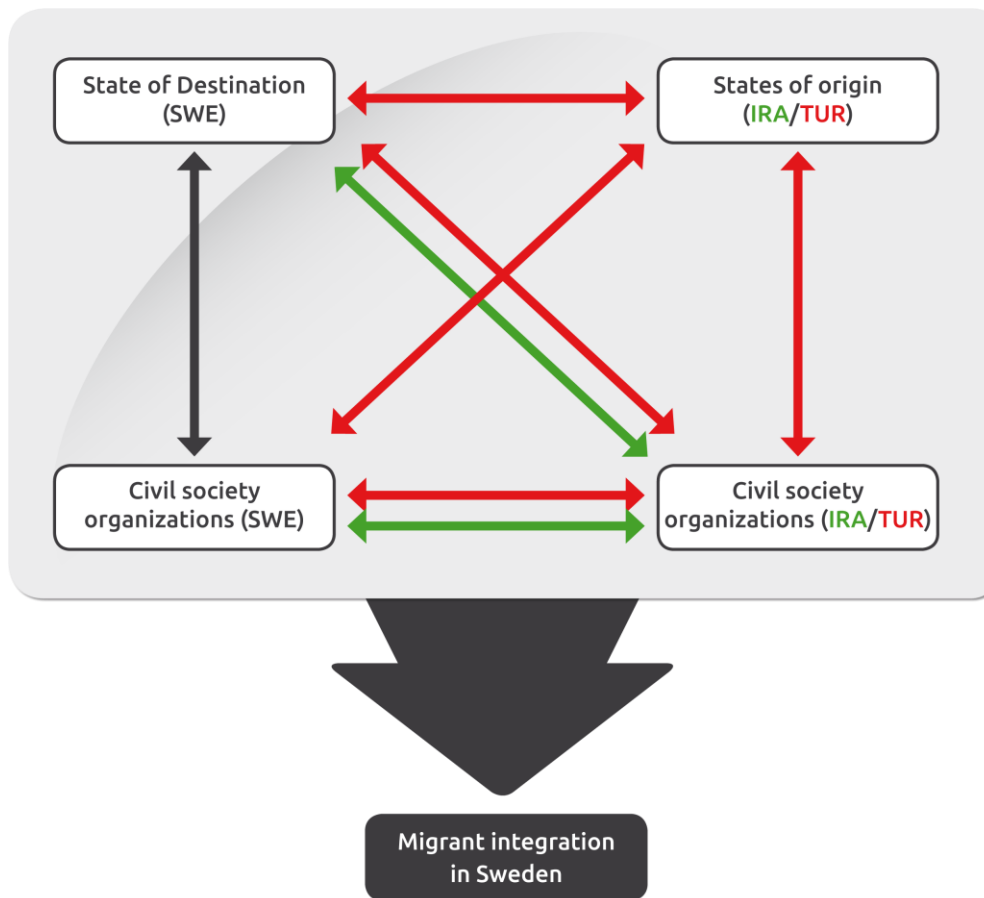 State of Destination
(SWE)
States of origin
(IRA/TUR)
Civil society
organizations (SWE)
Civil society
organizations (IRA/TUR)
Migrant integration
in Sweden